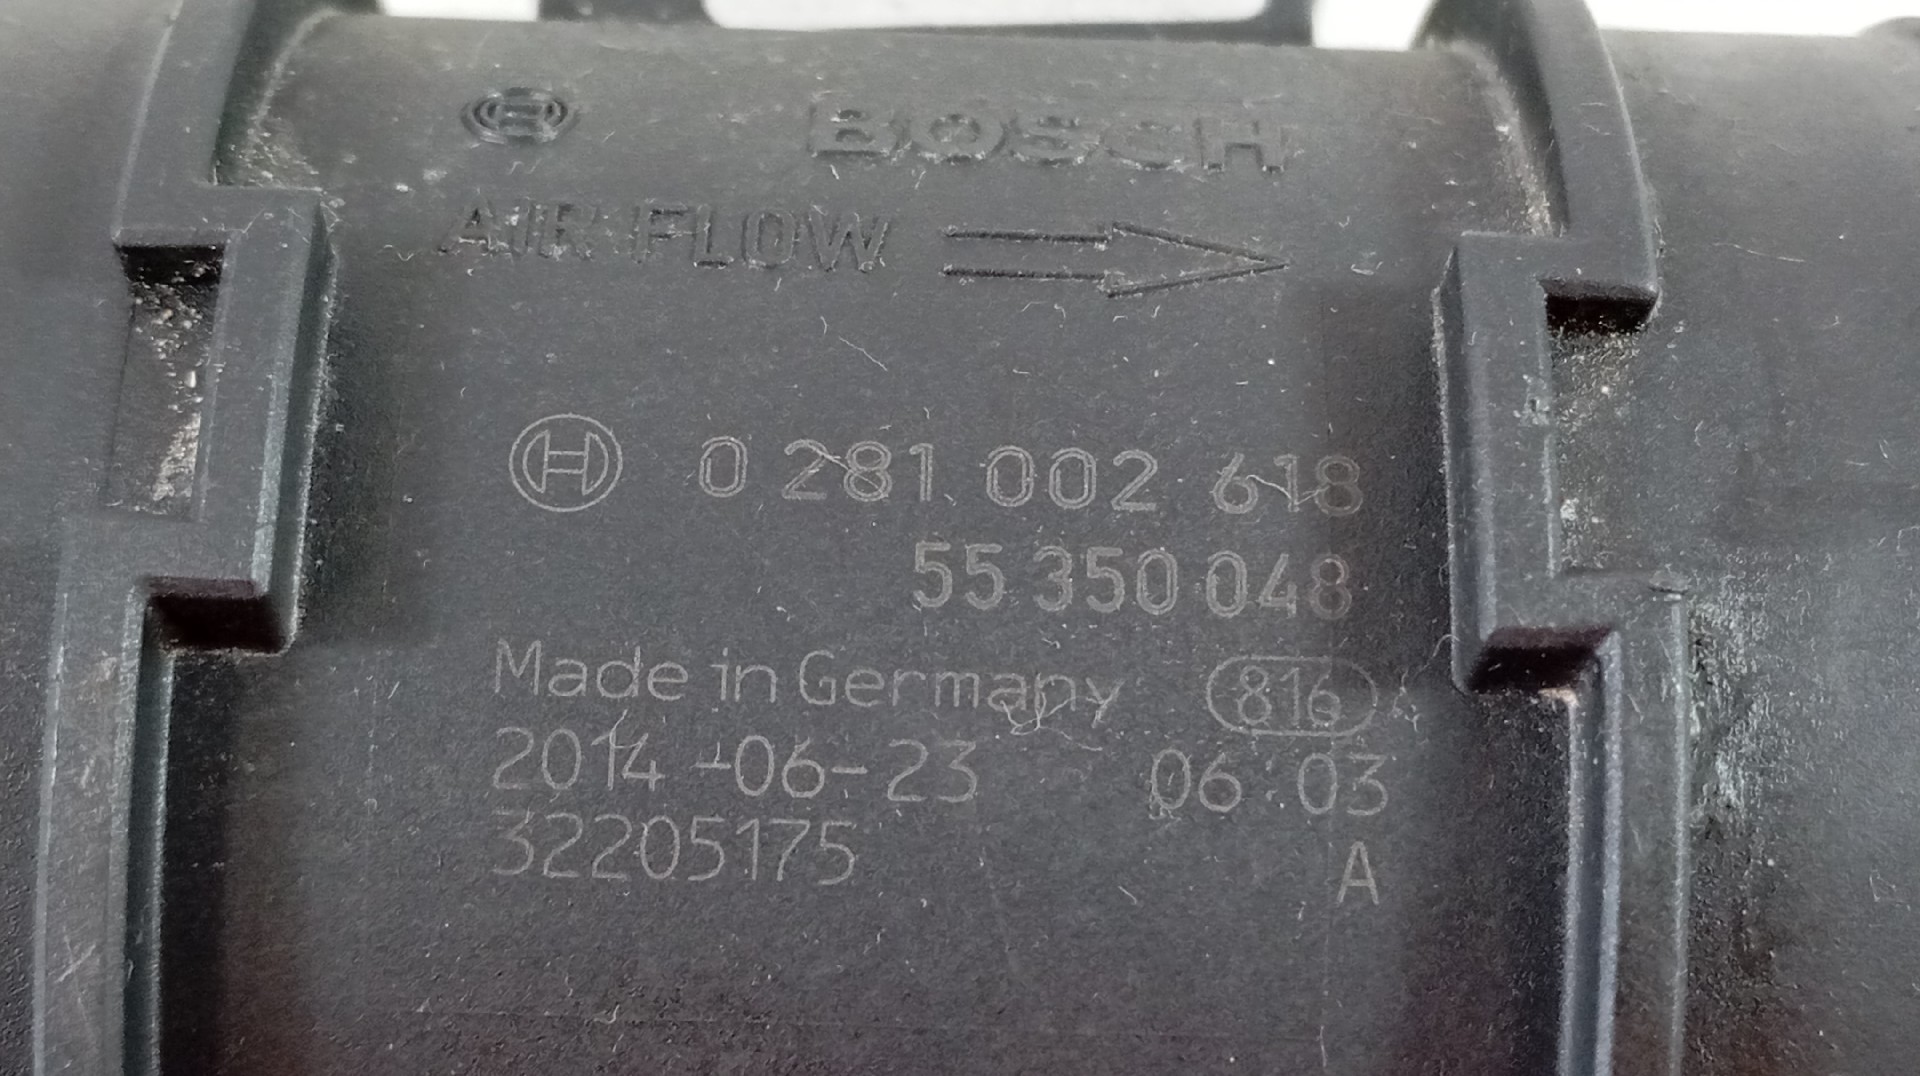 BOSCH
AIR FLOW
0 281 002 618
55 350 048
Made in Germany 816
2014-06-23 06:03
32205175 A